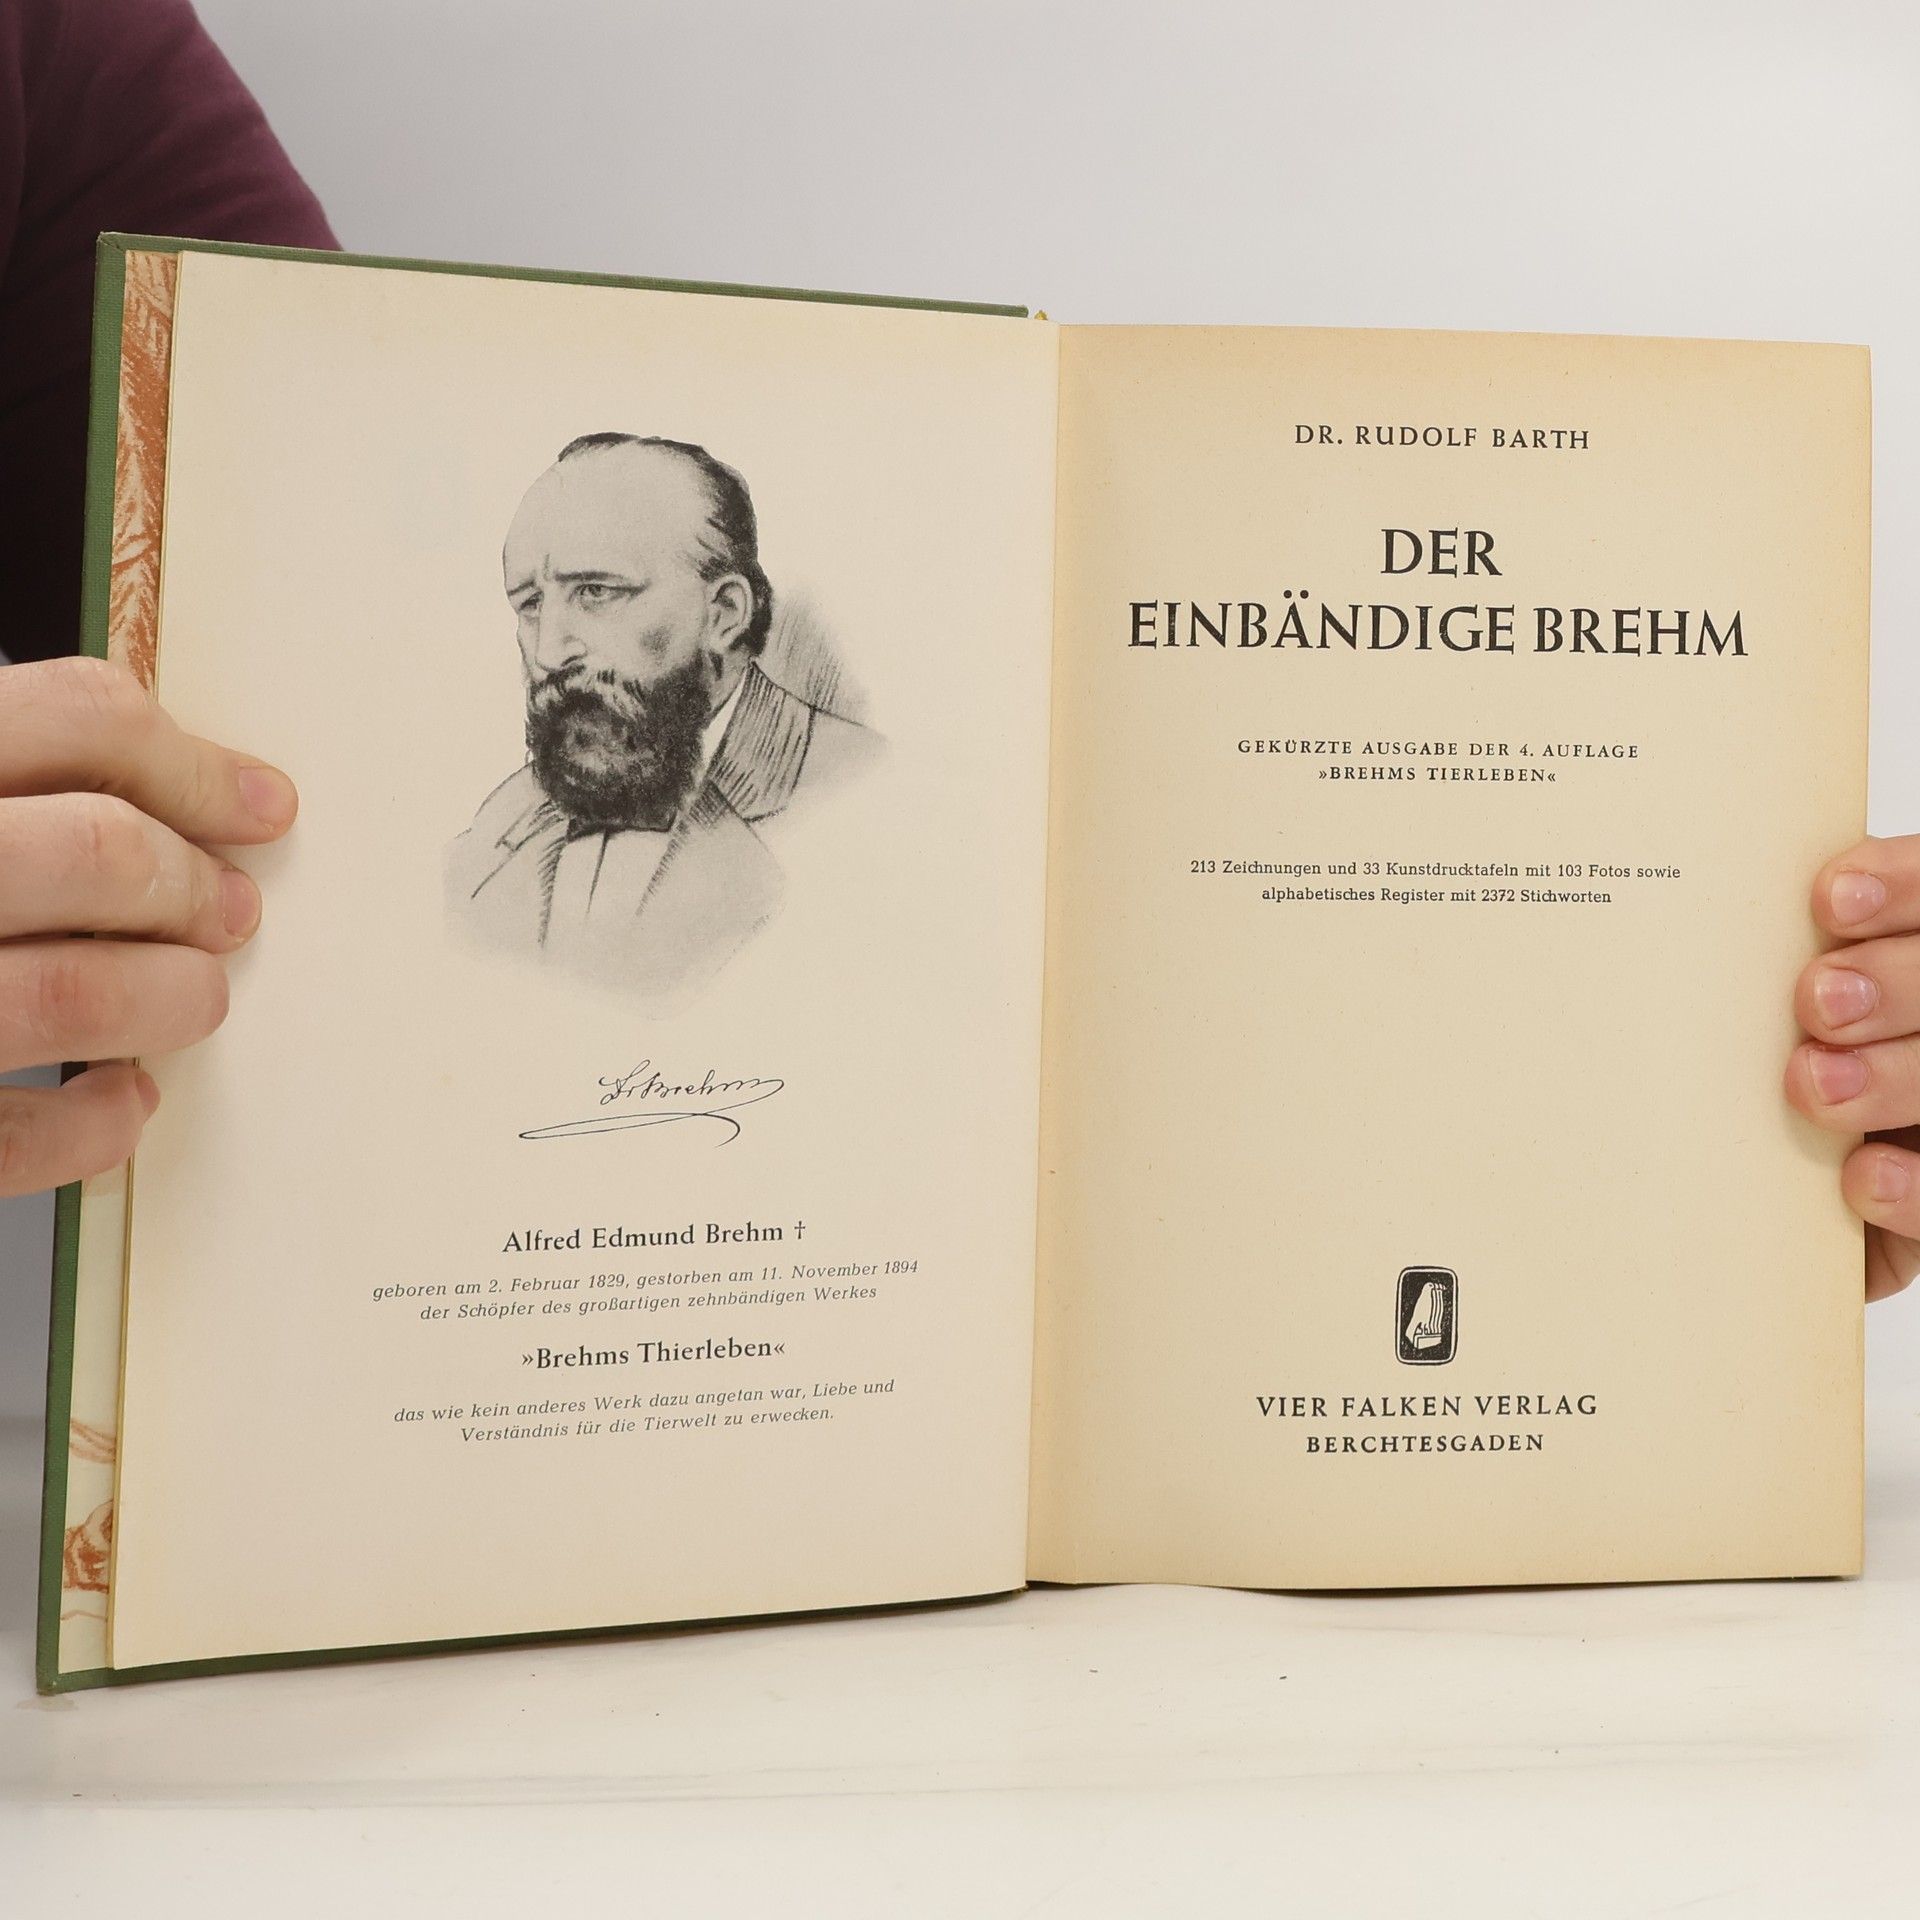 Dr Brehm
Alfred Edmund Brehm †
geboren am 2. Februar 1829, gestorben am 11. November 1894
der Schöpfer des großartigen zehnbändigen Werkes
»Brehms Thierleben«
das wie kein anderes Werk dazu angetan war, Liebe und
Verständnis für die Tierwelt zu erwecken.
DR. RUDOLF BARTH
DER
EINBÄNDIGE BREHM
GEKÜRZTE AUSGABE DER 4. AUFLAGE
»BREHMS TIERLEBEN«
213 Zeichnungen und 33 Kunstdrucktafeln mit 103 Fotos sowie
alphabetisches Register mit 2372 Stichworten
VIER FALKEN VERLAG
BERCHTESGADEN